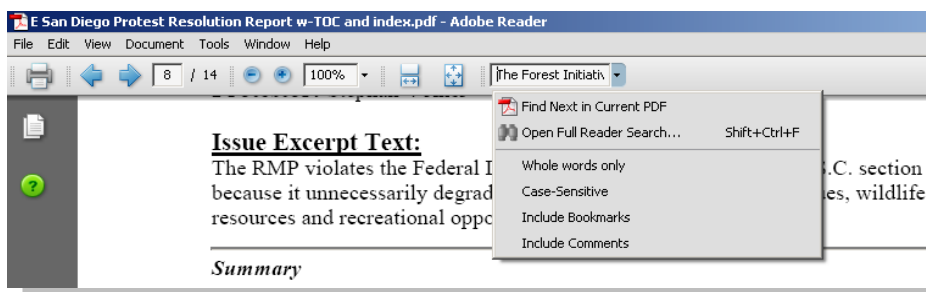 E San Diego Protest Resolution Report w-TOC and index.pdf - Adobe Reader
File Edit View Document Tools Window Help
8 / 14 100% The Forest Initiativ
Find Next in Current PDF
Open Full Reader Search... Shift+Ctrl+F
Whole words only
Case-Sensitive
Include Bookmarks
Include Comments
Issue Excerpt Text:
The RMP violates the Federal .C. section
because it unnecessarily degrad es, wildlife
resources and recreational oppo
Summary